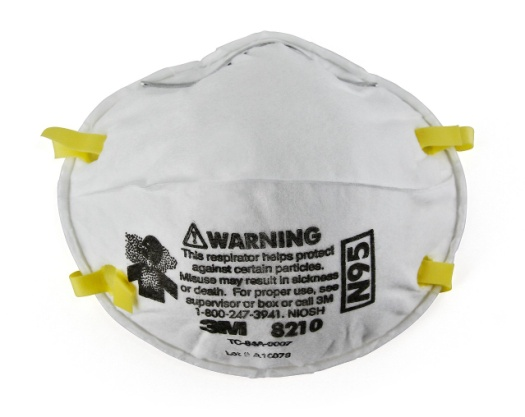 ⚠WARNING
This respirator helps protect
against certain particles.
Misuse may result in sickness
or death. For proper use, see
supervisor or box or call 3M
1-800-247-3941. NIOSH
3M 8210
N95
TC-84A-0007
Lot #